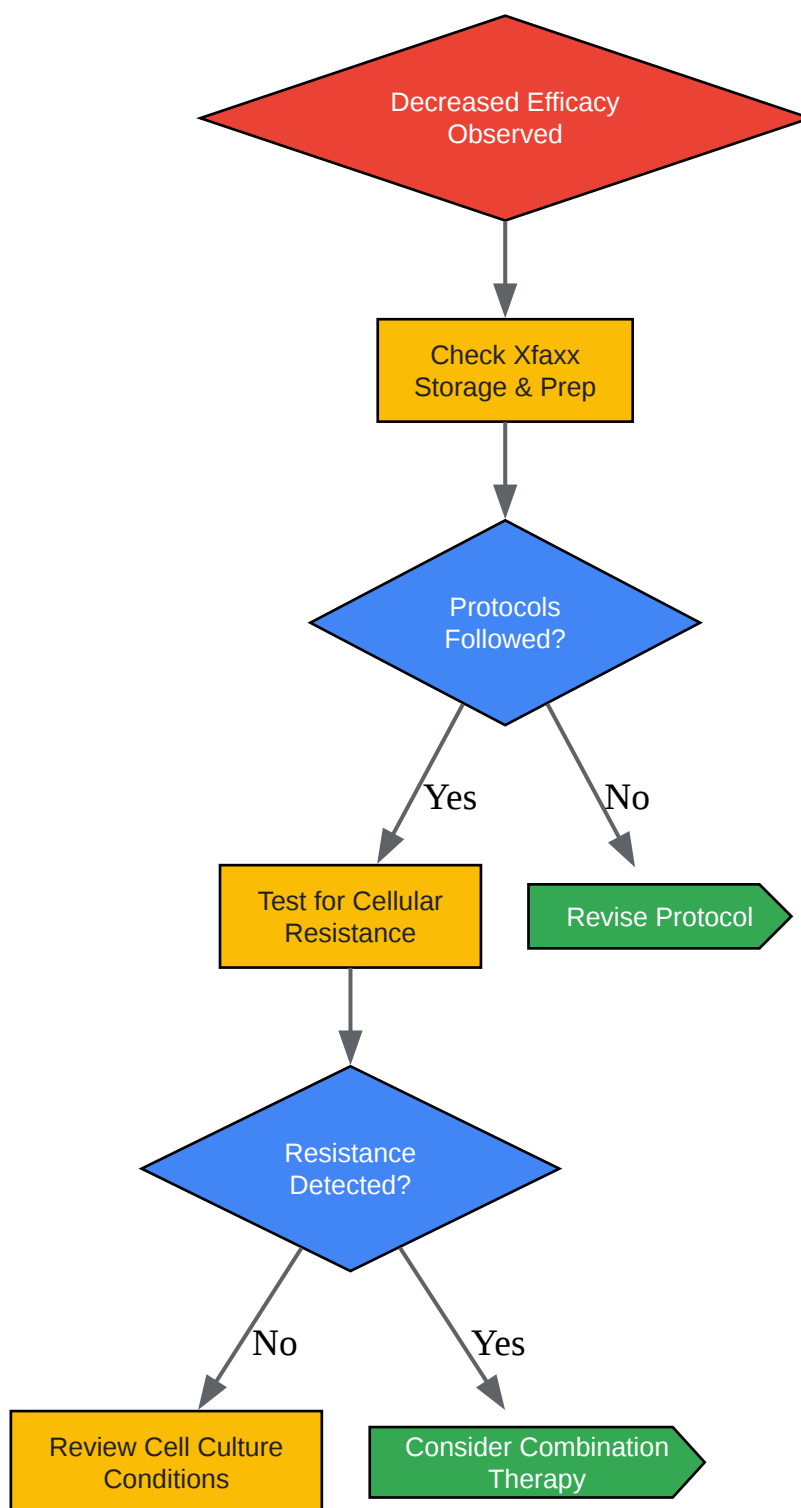 Decreased Efficacy
Observed
Check Xfaxx
Storage & Prep
Protocols
Followed?
Yes
No
Test for Cellular
Resistance
Revise Protocol
Resistance
Detected?
No
Yes
Review Cell Culture
Conditions
Consider Combination
Therapy